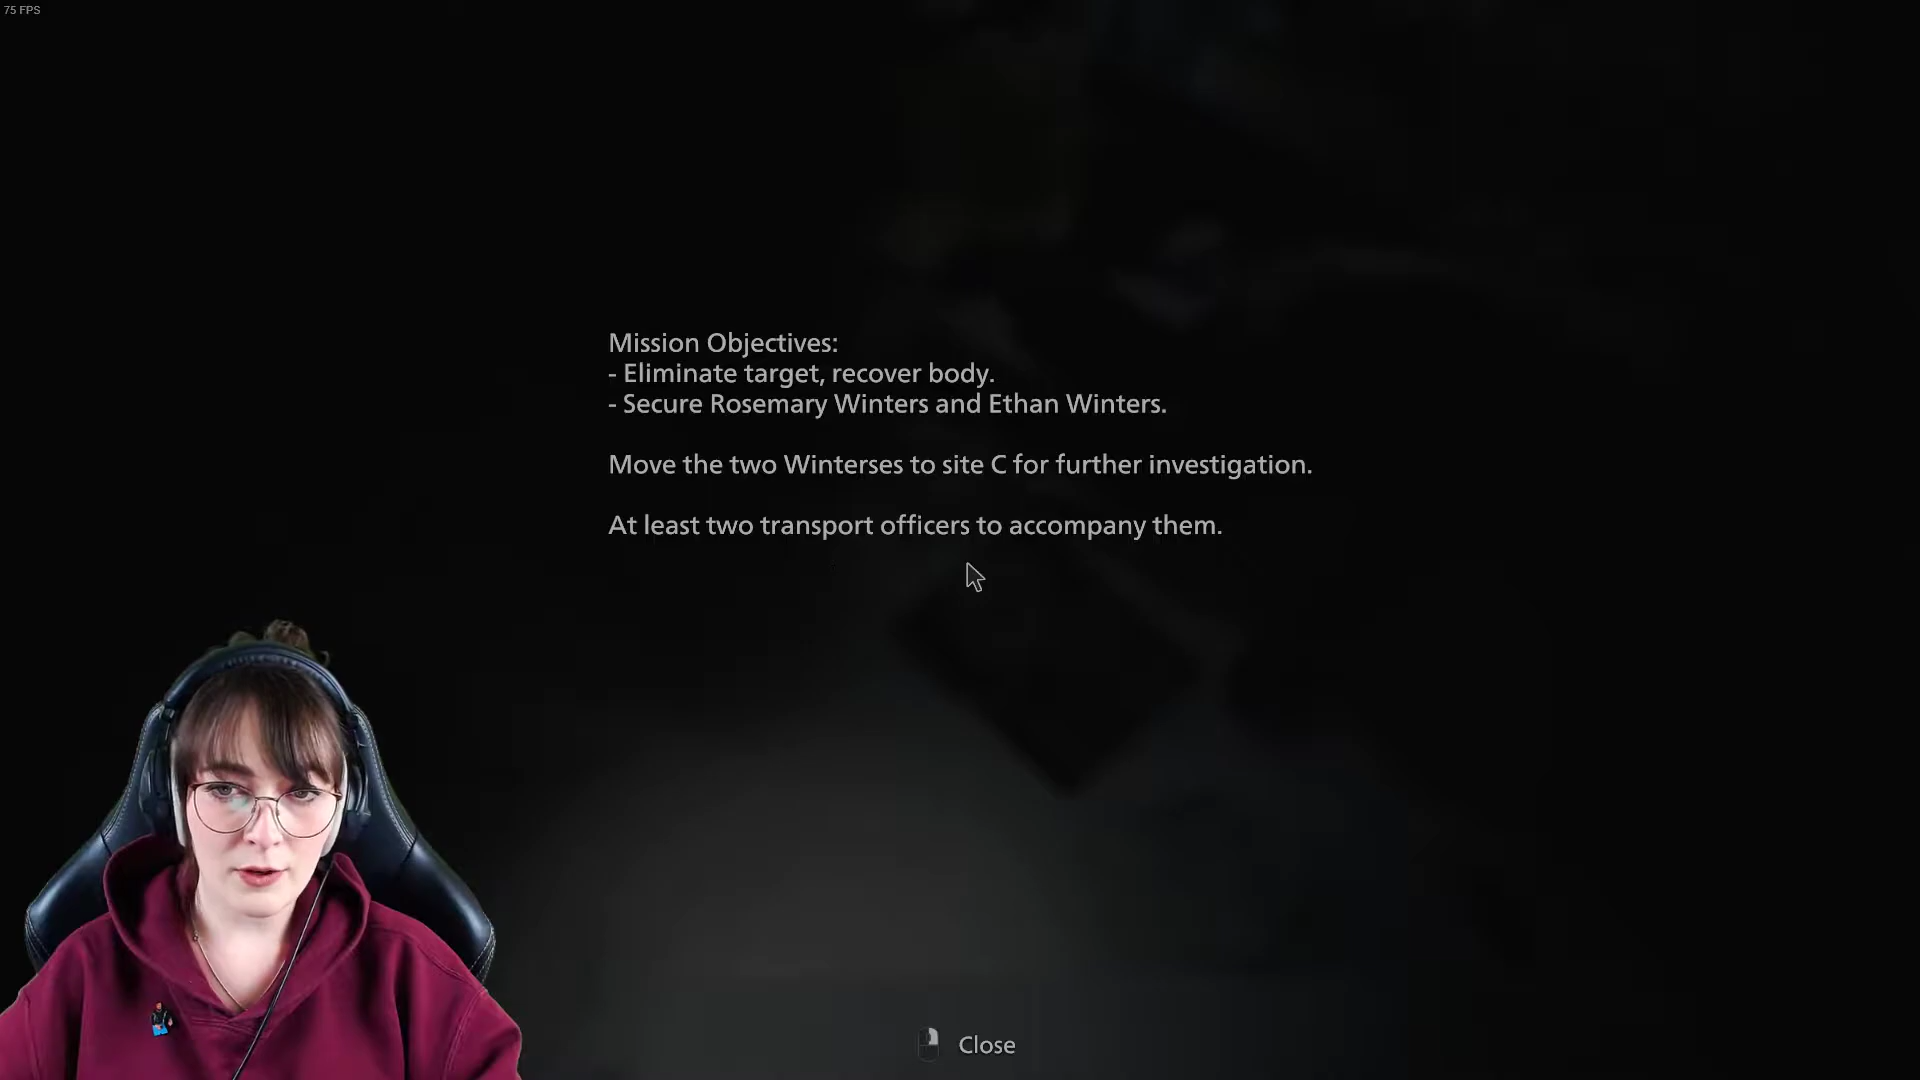 75 FPS
Mission Objectives:
- Eliminate target, recover body.
- Secure Rosemary Winters and Ethan Winters.
Move the two Winterses to site C for further investigation.
At least two transport officers to accompany them.
Close